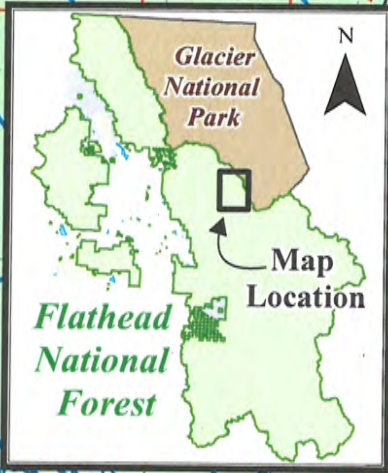 Glacier
National
Park
N
Map
Location
Flathead
National
Forest